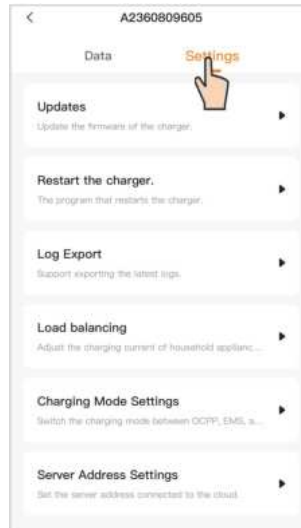 A2360809605
Data Settings
Updates
Update the firmware of the charger.
Restart the charger.
The program that restarts the charger.
Log Export
Support exporting the latest logs.
Load balancing
Adjust the charging current of household applianc...
Charging Mode Settings
Switch the charging mode between OCPP, EMS, a...
Server Address Settings
Set the server address connected to the cloud